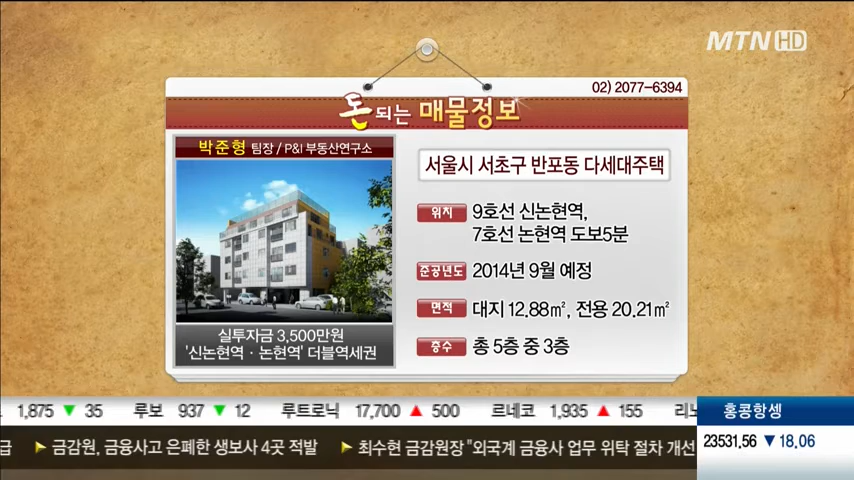 MTN HD
02) 2077-6394
돈 되는 매물정보
박준형 팀장 / P&I 부동산연구소
실투자금 3,500만원
'신논현역 · 논현역' 더블역세권
서울시 서초구 반포동 다세대주택
위치 9호선 신논현역,
7호선 논현역 도보5분
준공년도 2014년 9월 예정
면적 대지 12.88㎡, 전용 20.21㎡
층수 총 5층 중 3층
1,875 ▼ 35 루보 937 ▼ 12 루트로닉 17,700 ▲ 500 르네코 1,935 ▲ 155 리노
홍콩항셍
23531.56 ▼18.06
급 ▶ 금감원, 금융사고 은폐한 생보사 4곳 적발 ▶ 최수현 금감원장 "외국계 금융사 업무 위탁 절차 개선